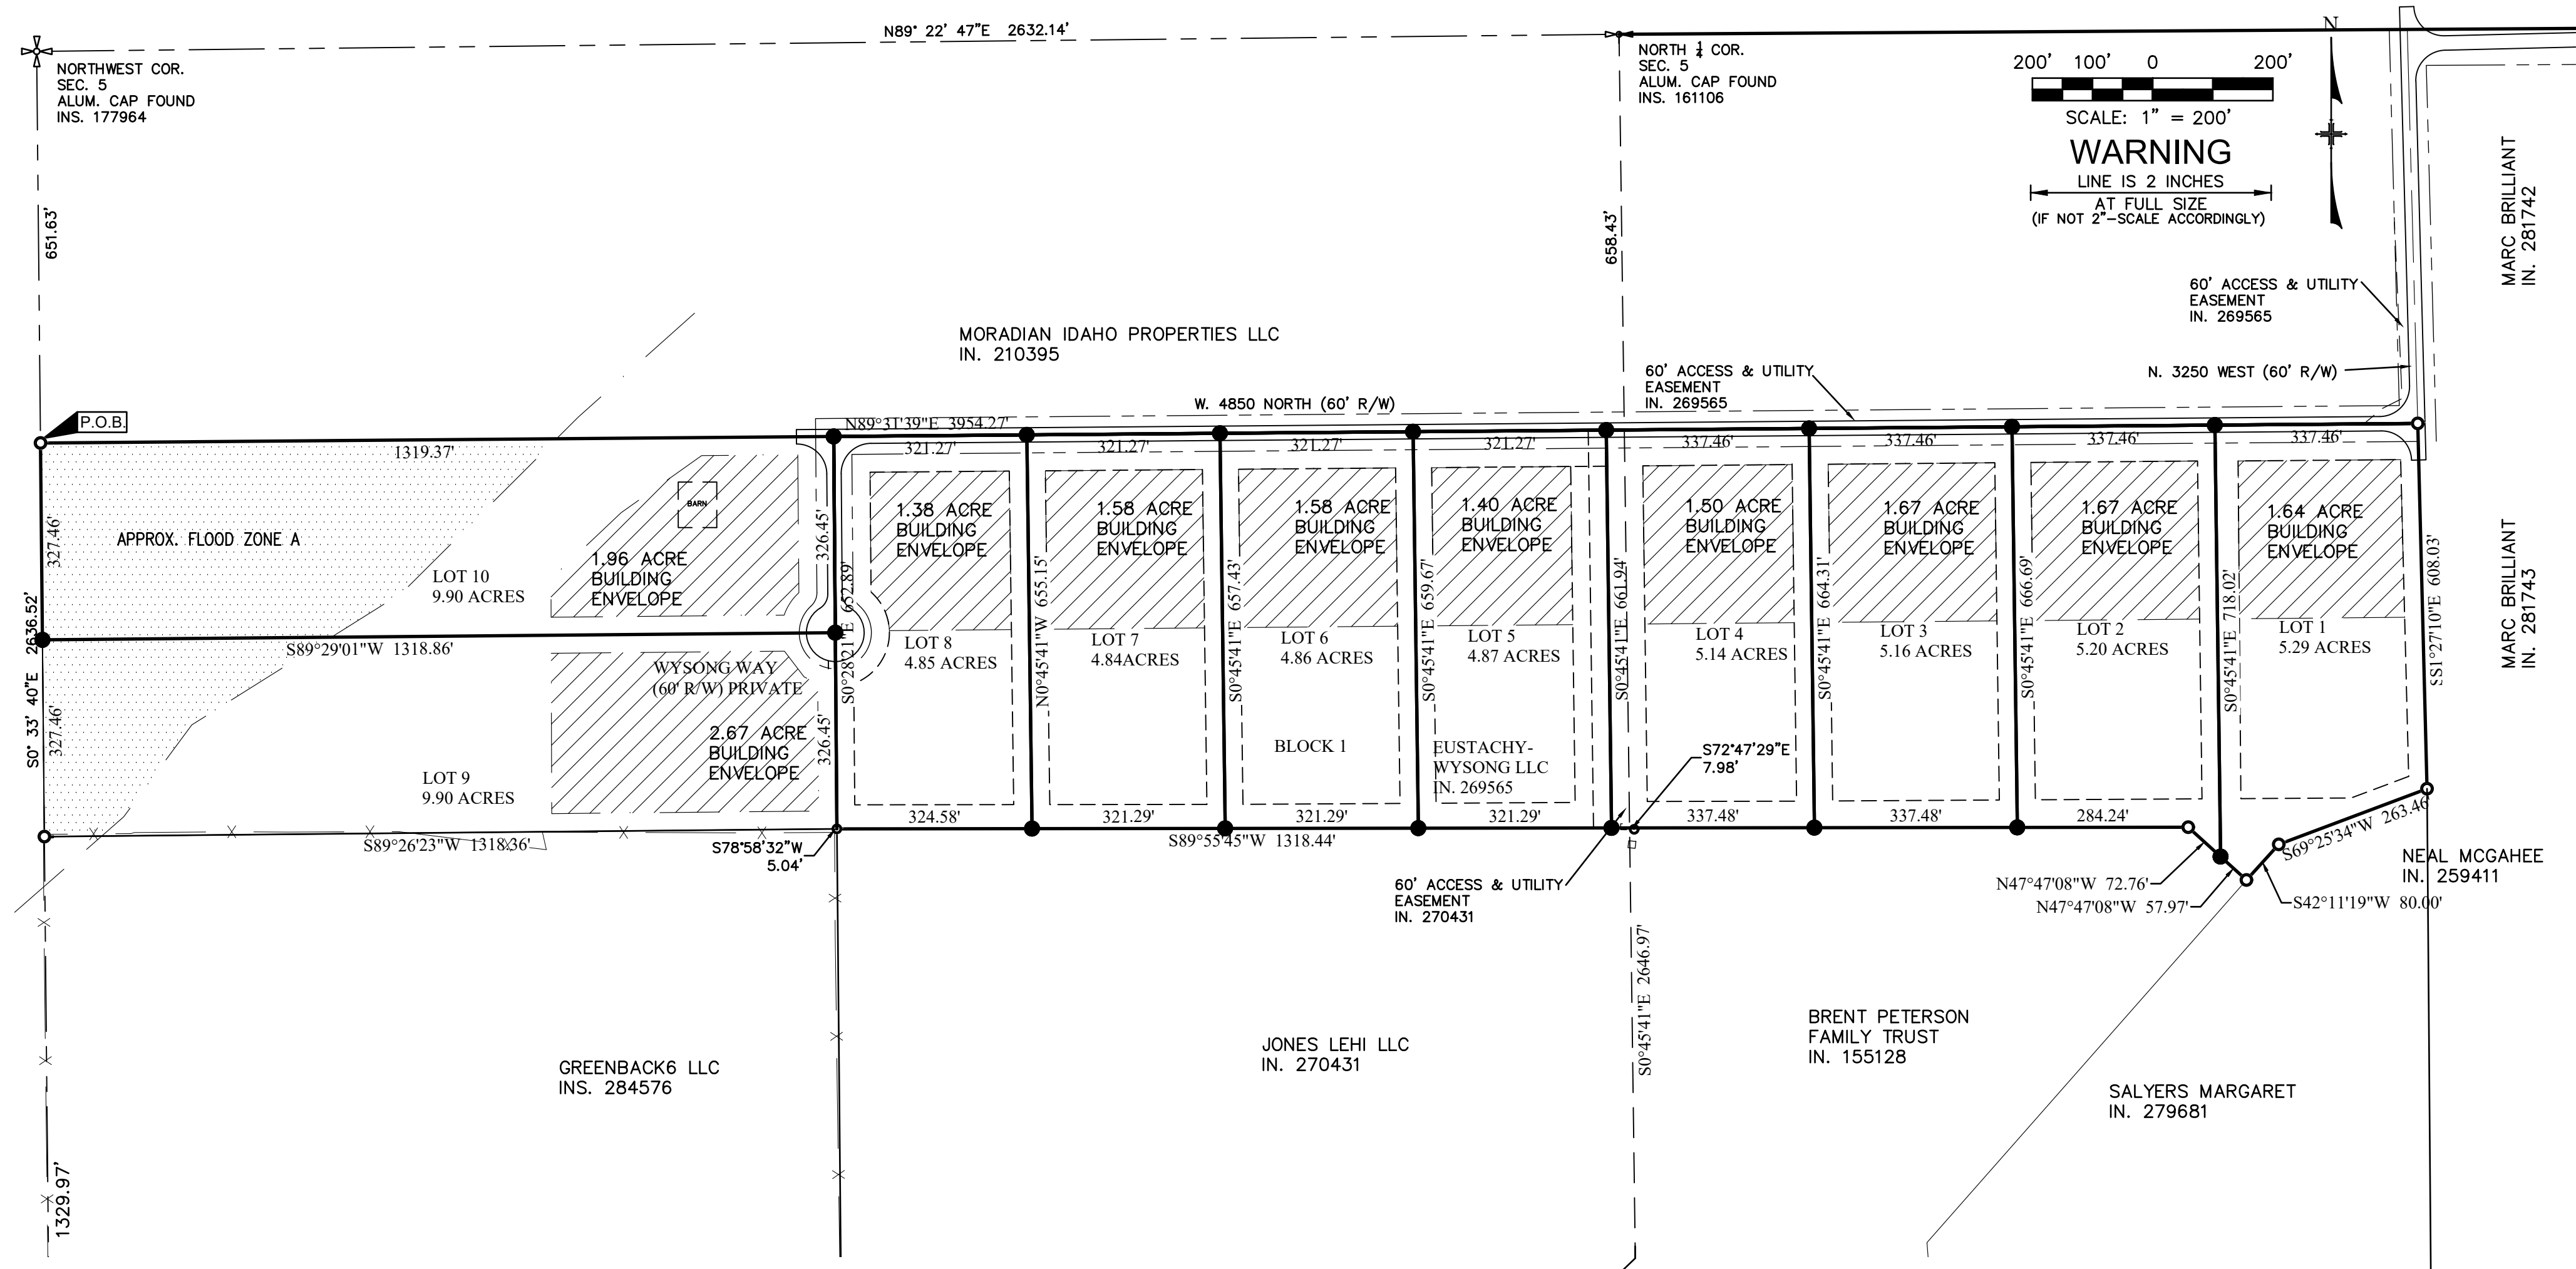 N89° 22' 47"E 2632.14'
NORTHWEST COR.
SEC. 5
ALUM. CAP FOUND
INS. 177964
NORTH 1/4 COR.
SEC. 5
ALUM. CAP FOUND
INS. 161106
N
200' 100' 0 200'
SCALE: 1" = 200'
WARNING
LINE IS 2 INCHES
AT FULL SIZE
(IF NOT 2"-SCALE ACCORDINGLY)
MARC BRILLIANT
IN. 281742
651.63'
658.43'
60' ACCESS & UTILITY
EASEMENT
IN. 269565
MORADIAN IDAHO PROPERTIES LLC
IN. 210395
60' ACCESS & UTILITY
EASEMENT
IN. 269565
N. 3250 WEST (60' R/W)
W. 4850 NORTH (60' R/W)
P.O.B.
N89°31'39"E 3954.27'
1319.37'
321.27'
321.27'
321.27'
321.27'
337.46'
337.46'
337.46'
337.46'
BARN
APPROX. FLOOD ZONE A
327.46'
LOT 10
9.90 ACRES
1.96 ACRE
BUILDING
ENVELOPE
326.45'
S0°28'21"E 652.89'
1.38 ACRE
BUILDING
ENVELOPE
1.58 ACRE
BUILDING
ENVELOPE
1.58 ACRE
BUILDING
ENVELOPE
1.40 ACRE
BUILDING
ENVELOPE
1.50 ACRE
BUILDING
ENVELOPE
1.67 ACRE
BUILDING
ENVELOPE
1.67 ACRE
BUILDING
ENVELOPE
1.64 ACRE
BUILDING
ENVELOPE
N0°45'41"W 655.15'
S0°45'41"E 657.43'
S0°45'41"E 659.67'
S0°45'41"E 661.94'
S0°45'41"E 664.31'
S0°45'41"E 666.69'
S0°45'41"E 718.02'
SS1°27'10"E 608.03'
MARC BRILLIANT
IN. 281743
S0° 33' 40"E 2636.52'
S89°29'01"W 1318.86'
LOT 8
4.85 ACRES
LOT 7
4.84ACRES
LOT 6
4.86 ACRES
LOT 5
4.87 ACRES
LOT 4
5.14 ACRES
LOT 3
5.16 ACRES
LOT 2
5.20 ACRES
LOT 1
5.29 ACRES
WYSONG WAY
(60' R/W) PRIVATE
327.46'
326.45'
2.67 ACRE
BUILDING
ENVELOPE
LOT 9
9.90 ACRES
BLOCK 1
EUSTACHY-
WYSONG LLC
IN. 269565
S72°47'29"E
7.98'
324.58'
321.29'
321.29'
321.29'
337.48'
337.48'
284.24'
S69°25'34"W 263.46'
S89°26'23"W 1318.36'
S78°58'32"W
5.04'
S89°55'45"W 1318.44'
NEAL MCGAHEE
IN. 259411
60' ACCESS & UTILITY
EASEMENT
IN. 270431
N47°47'08"W 72.76'
N47°47'08"W 57.97'
S42°11'19"W 80.00'
S0°45'41"E 2646.97'
BRENT PETERSON
FAMILY TRUST
IN. 155128
JONES LEHI LLC
IN. 270431
GREENBACK6 LLC
INS. 284576
SALYERS MARGARET
IN. 279681
1329.97'